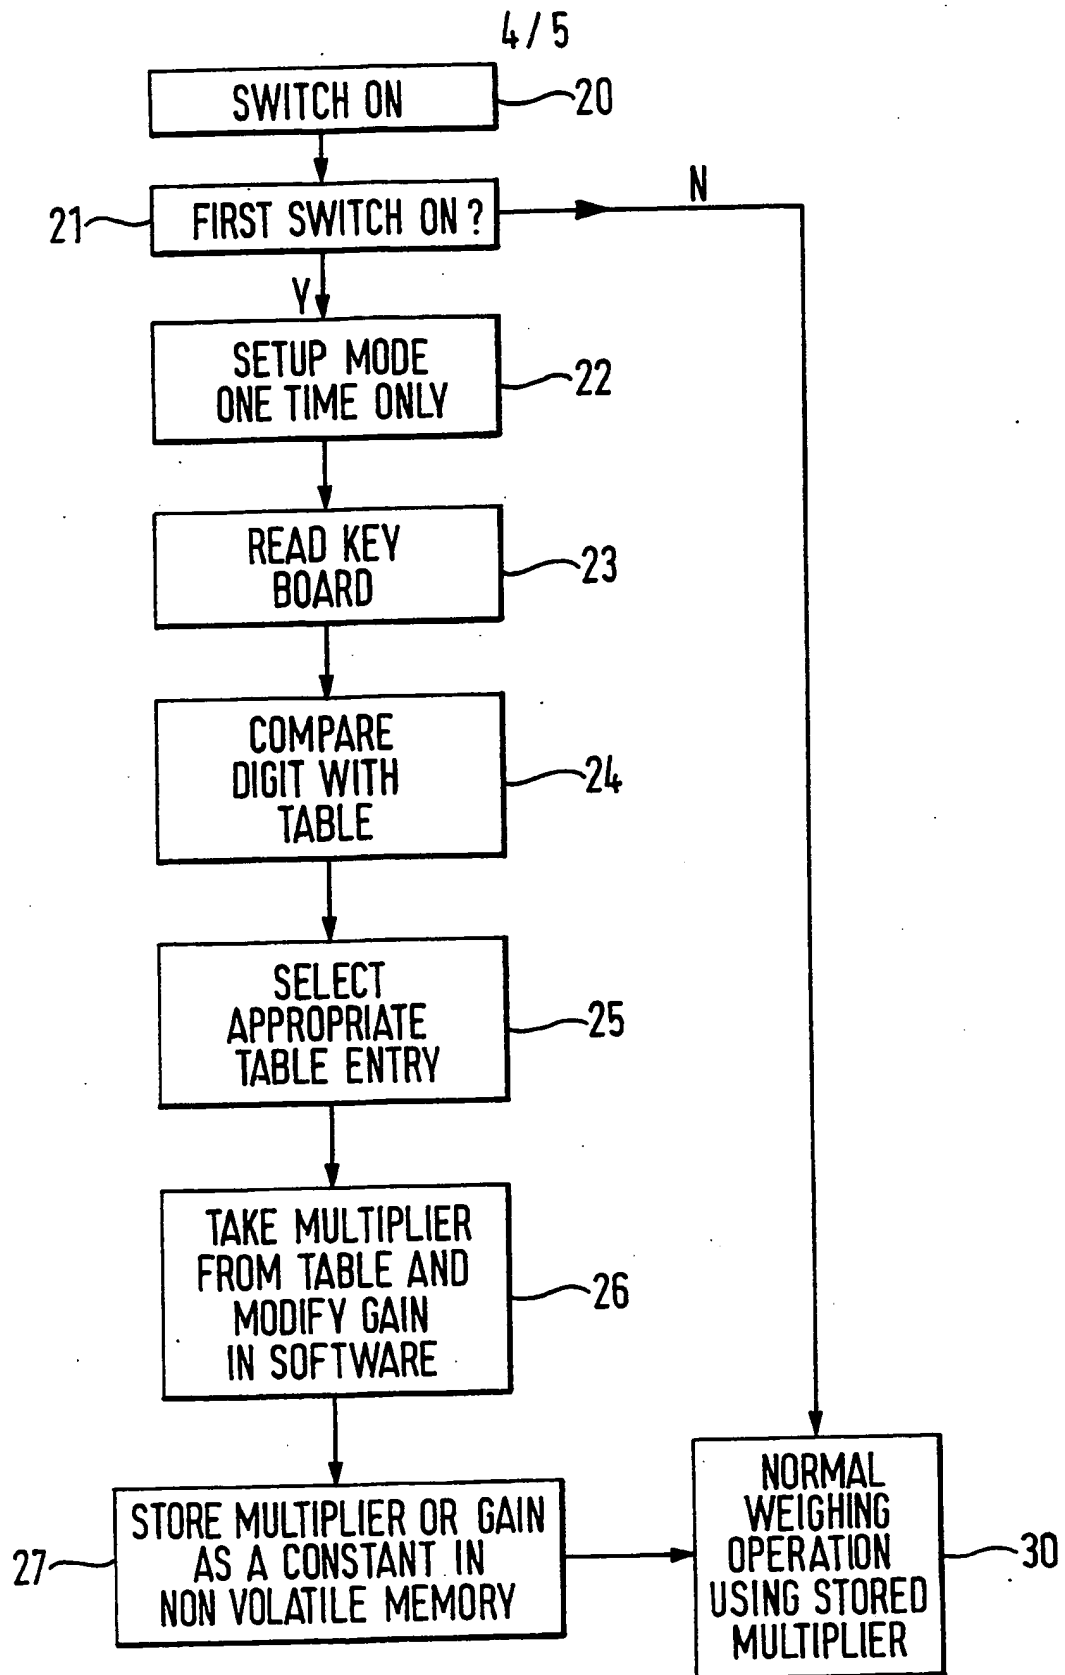 4/5
SWITCH ON
20
21
FIRST SWITCH ON?
N
Y
SETUP MODE
ONE TIME ONLY
22
READ KEY
BOARD
23
COMPARE
DIGIT WITH
TABLE
24
SELECT
APPROPRIATE
TABLE ENTRY
25
TAKE MULTIPLIER
FROM TABLE AND
MODIFY GAIN
IN SOFTWARE
26
27
STORE MULTIPLIER OR GAIN
AS A CONSTANT IN
NON VOLATILE MEMORY
NORMAL
WEIGHING
OPERATION
USING STORED
MULTIPLIER
30